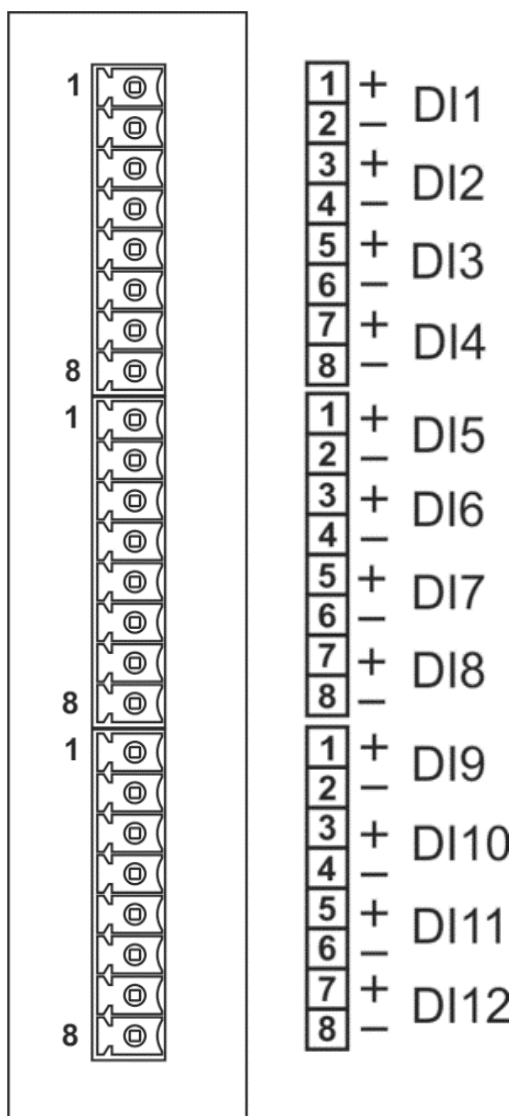 1
8
1
8
1
8
1 +
2 −
DI1
3 +
4 −
DI2
5 +
6 −
DI3
7 +
8 −
DI4
1 +
2 −
DI5
3 +
4 −
DI6
5 +
6 −
DI7
7 +
8 −
DI8
1 +
2 −
DI9
3 +
4 −
DI10
5 +
6 −
DI11
7 +
8 −
DI12